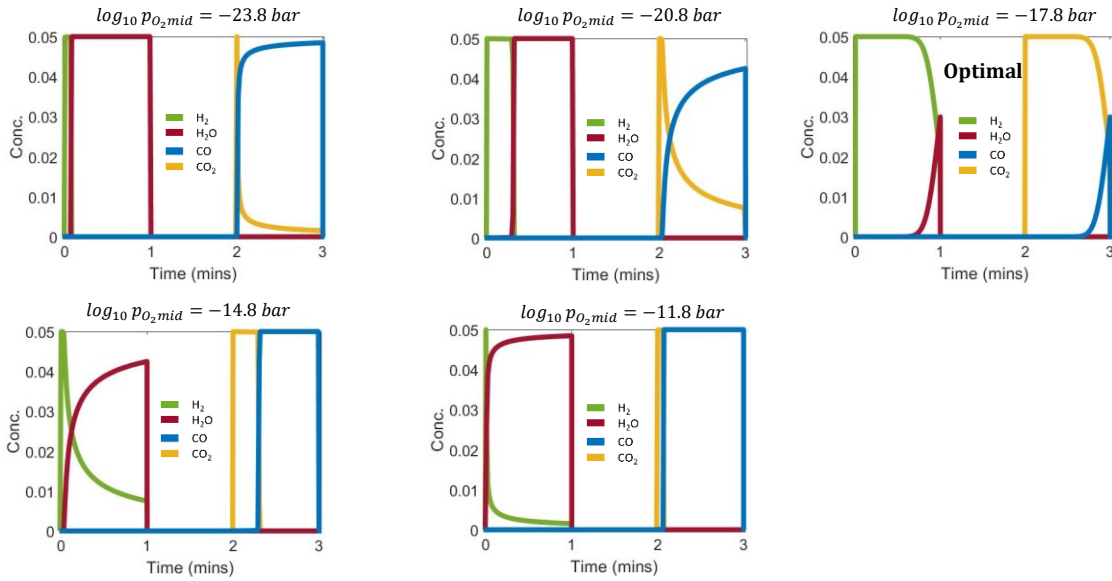 log₁₀ p_O₂mid = −23.8 bar
0.05
0.04
0.03
0.02
0.01
0
Conc.
H₂
H₂O
CO
CO₂
0 1 2 3
Time (mins)
log₁₀ p_O₂mid = −20.8 bar
0.05
0.04
0.03
0.02
0.01
0
Conc.
H₂
H₂O
CO
CO₂
0 1 2 3
Time (mins)
log₁₀ p_O₂mid = −17.8 bar
0.05
0.04
0.03
0.02
0.01
0
Conc.
Optimal
H₂
H₂O
CO
CO₂
0 1 2 3
Time (mins)
log₁₀ p_O₂mid = −14.8 bar
0.05
0.04
0.03
0.02
0.01
0
Conc.
H₂
H₂O
CO
CO₂
0 1 2 3
Time (mins)
log₁₀ p_O₂mid = −11.8 bar
0.05
0.04
0.03
0.02
0.01
0
Conc.
H₂
H₂O
CO
CO₂
0 1 2 3
Time (mins)